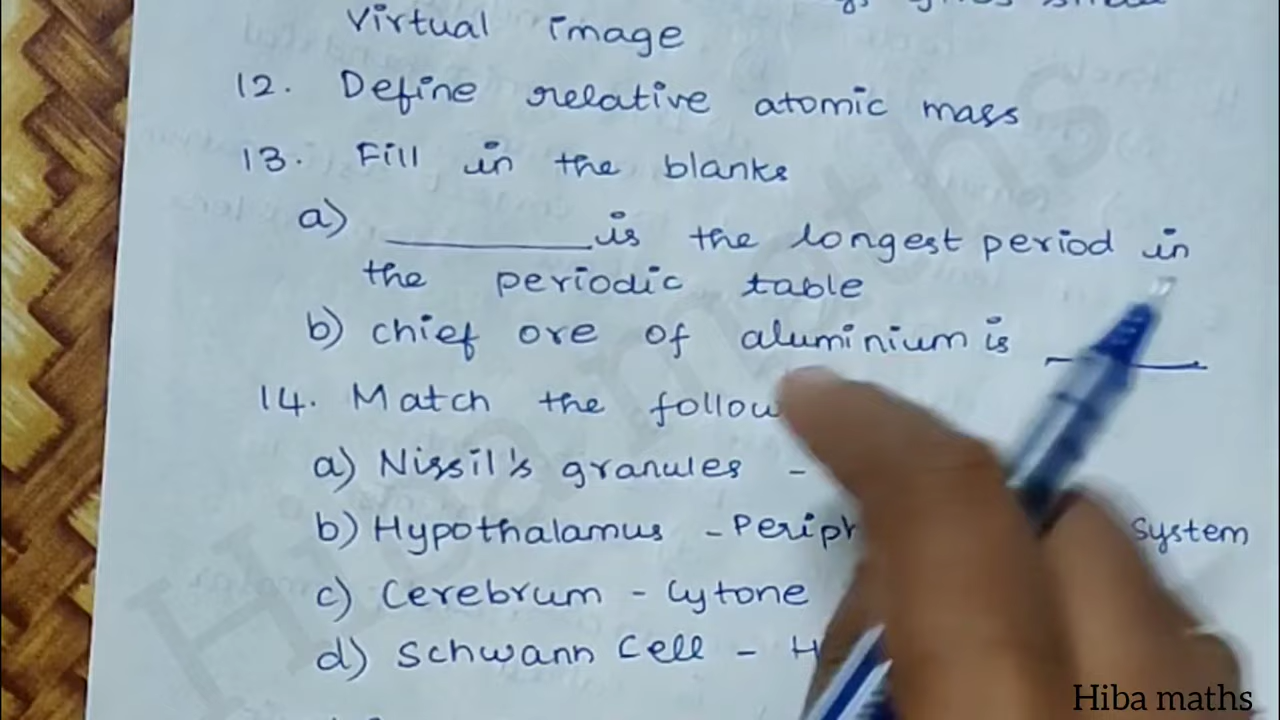 virtual image
12. Define relative atomic mass
13. Fill in the blanks
a) ________ is the longest period in
the periodic table
b) chief ore of aluminium is ______
14. Match the
a) Nissil's granules -
b) Hypothalamus - System
c) Cerebrum - Cytone
d) Schwann Cell -
Hiba maths